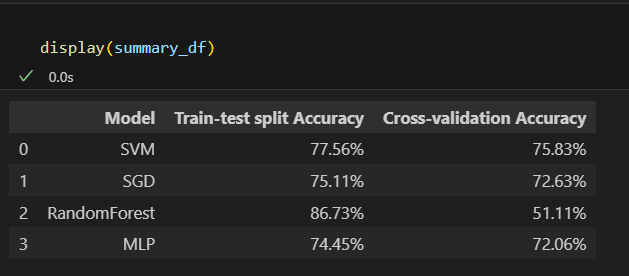 display(summary_df)
0.0s
Model Train-test split Accuracy Cross-validation Accuracy
0 SVM 77.56% 75.83%
1 SGD 75.11% 72.63%
2 RandomForest 86.73% 51.11%
3 MLP 74.45% 72.06%